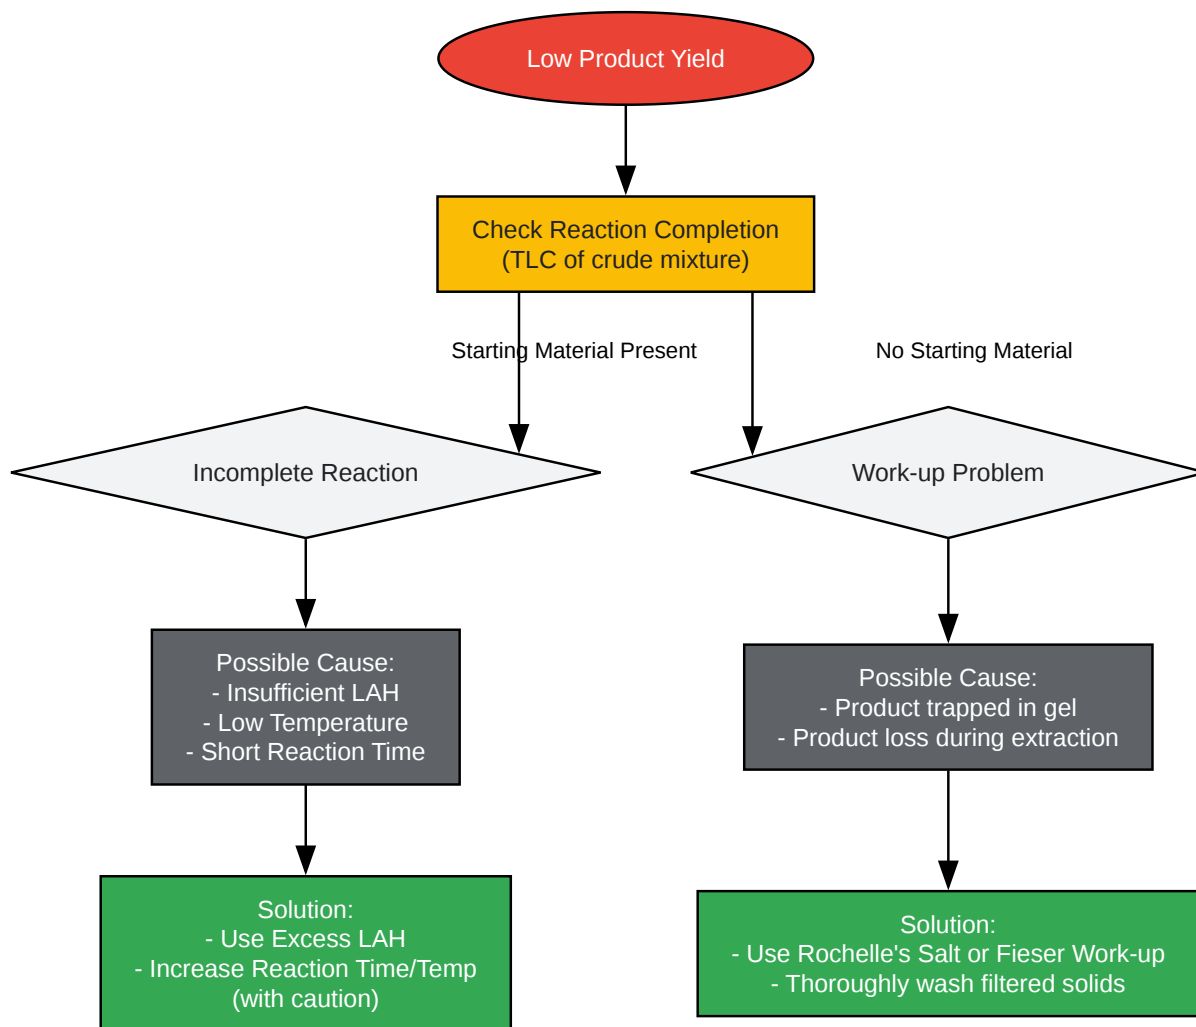 Low Product Yield
Check Reaction Completion
(TLC of crude mixture)
Starting Material Present
No Starting Material
Incomplete Reaction
Work-up Problem
Possible Cause:
- Insufficient LAH
- Low Temperature
- Short Reaction Time
Possible Cause:
- Product trapped in gel
- Product loss during extraction
Solution:
- Use Excess LAH
- Increase Reaction Time/Temp
(with caution)
Solution:
- Use Rochelle's Salt or Fieser Work-up
- Thoroughly wash filtered solids